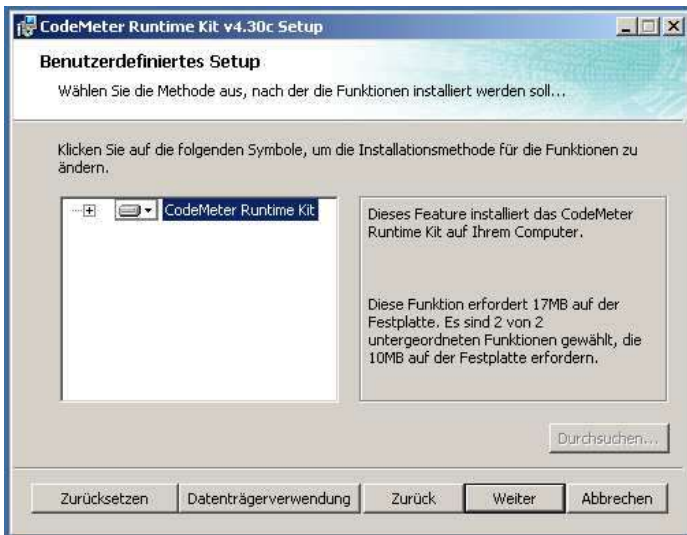 CodeMeter Runtime Kit v4.30c Setup
Benutzerdefiniertes Setup
Wählen Sie die Methode aus, nach der die Funktionen installiert werden soll...
Klicken Sie auf die folgenden Symbole, um die Installationsmethode für die Funktionen zu
ändern.
CodeMeter Runtime Kit
Dieses Feature installiert das CodeMeter
Runtime Kit auf Ihrem Computer.
Diese Funktion erfordert 17MB auf der
Festplatte. Es sind 2 von 2
untergeordneten Funktionen gewählt, die
10MB auf der Festplatte erfordern.
Durchsuchen...
Zurücksetzen
Datenträgerverwendung
Zurück
Weiter
Abbrechen